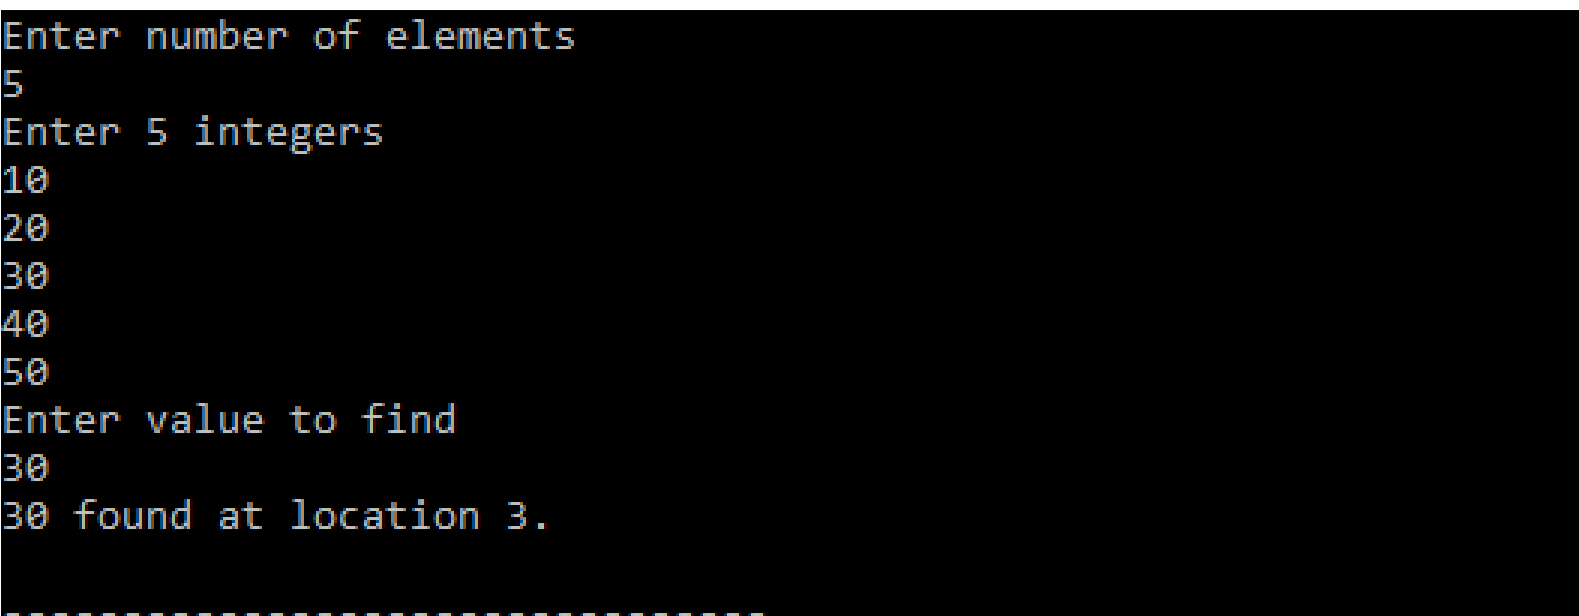 Enter number of elements
5
Enter 5 integers
10
20
30
40
50
Enter value to find
30
30 found at location 3.
--------------------------------